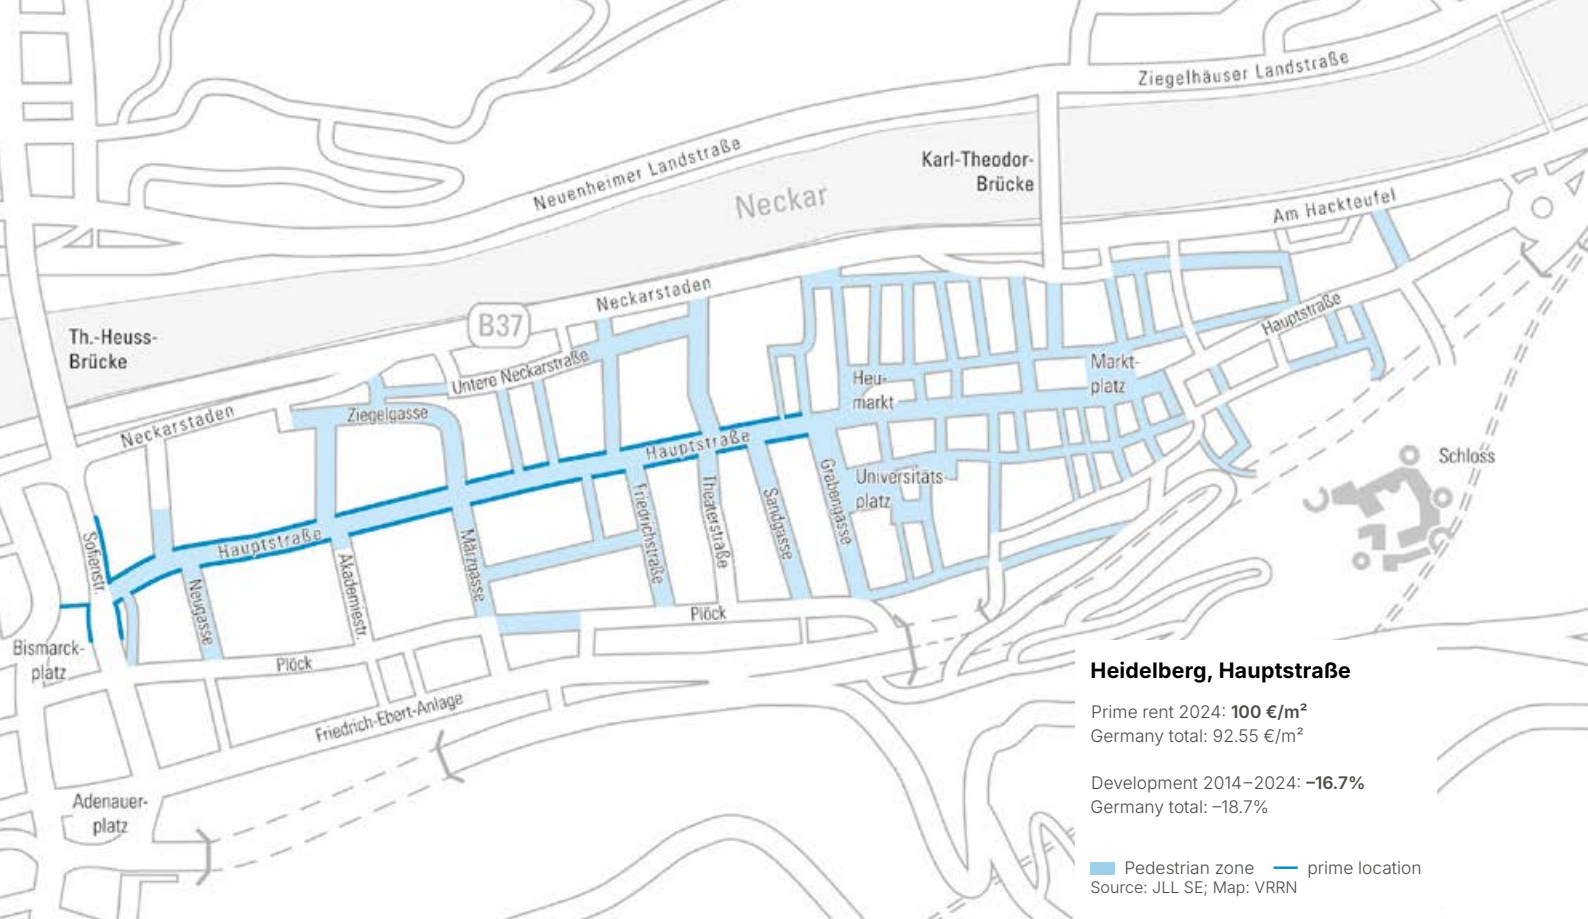 Ziegelhäuser Landstraße
Neuenheimer Landstraße
Karl-Theodor-
Brücke
Neckar
Am Hackteufel
Neckarstaden
B37
Th.-Heuss-
Brücke
Hauptstraße
Untere Neckarstraße
Markt-
platz
Heu-
markt
Ziegelgasse
Neckarstaden
Hauptstraße
Schloss
Universitäts-
platz
Grabengasse
Sandgasse
Theaterstraße
Friedrichstraße
Hauptstraße
Märzgasse
Akademiestr.
Sofienstr.
Neugasse
Plöck
Bismarck-
platz
Plöck
Friedrich-Ebert-Anlage
Adenauer-
platz
Heidelberg, Hauptstraße
Prime rent 2024: 100 €/m²
Germany total: 92.55 €/m²
Development 2014–2024: –16.7%
Germany total: –18.7%
Pedestrian zone prime location
Source: JLL SE; Map: VRRN